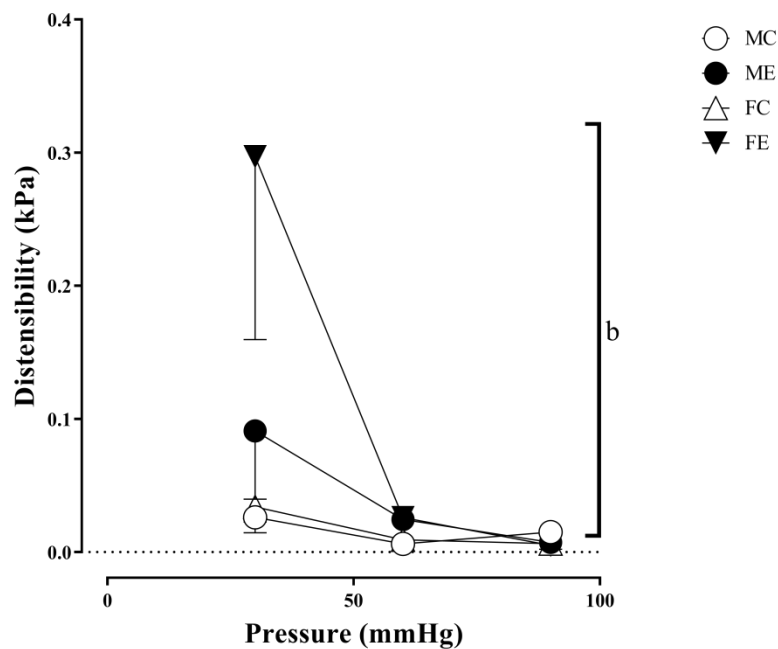 0.4
0.3
0.2
0.1
0.0
Distensibility (kPa)
0
50
100
Pressure (mmHg)
b
MC
ME
FC
FE